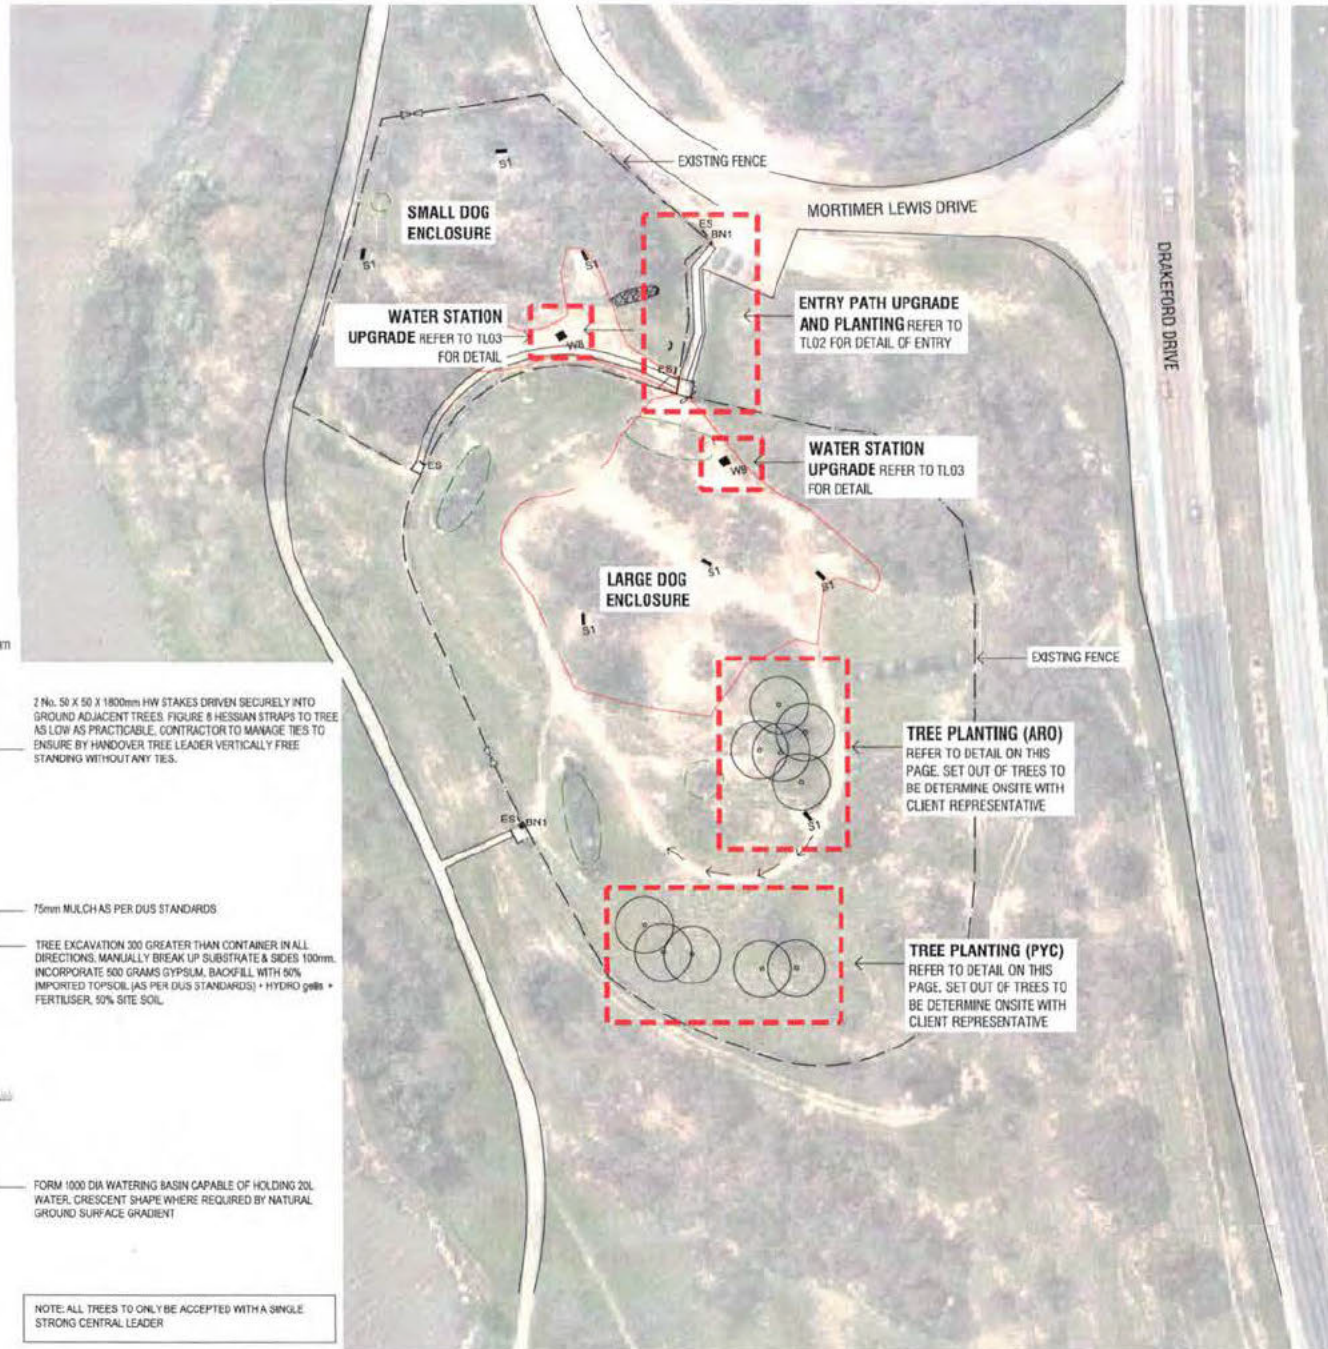 EXISTING FENCE
S1
SMALL DOG
ENCLOSURE
MORTIMER LEWIS DRIVE
ES
BN1
S1
S1
DRAKEFORD DRIVE
WATER STATION
UPGRADE REFER TO TL03
FOR DETAIL
WB
ENTRY PATH UPGRADE
AND PLANTING REFER TO
TL02 FOR DETAIL OF ENTRY
ES
ES
WATER STATION
UPGRADE REFER TO TL03
FOR DETAIL
WB
S1
S1
LARGE DOG
ENCLOSURE
S1
EXISTING FENCE
2 No. 50 X 50 X 1800mm HW STAKES DRIVEN SECURELY INTO
GROUND ADJACENT TREES. FIGURE 8 HESSIAN STRAPS TO TREE
AS LOW AS PRACTICABLE, CONTRACTOR TO MANAGE TIES TO
ENSURE BY HANDOVER TREE LEADER VERTICALLY FREE
STANDING WITHOUT ANY TIES.
TREE PLANTING (ARO)
REFER TO DETAIL ON THIS
PAGE. SET OUT OF TREES TO
BE DETERMINE ONSITE WITH
CLIENT REPRESENTATIVE
S1
ES
BN1
75mm MULCH AS PER DUS STANDARDS
TREE EXCAVATION 300 GREATER THAN CONTAINER IN ALL
DIRECTIONS. MANUALLY BREAK UP SUBSTRATE & SIDES 100mm.
INCORPORATE 500 GRAMS GYPSUM. BACKFILL WITH 50%
IMPORTED TOPSOIL (AS PER DUS STANDARDS) + HYDRO gells +
FERTILISER, 50% SITE SOIL.
TREE PLANTING (PYC)
REFER TO DETAIL ON THIS
PAGE. SET OUT OF TREES TO
BE DETERMINE ONSITE WITH
CLIENT REPRESENTATIVE
FORM 1000 DIA WATERING BASIN CAPABLE OF HOLDING 20L
WATER. CRESCENT SHAPE WHERE REQUIRED BY NATURAL
GROUND SURFACE GRADIENT
NOTE: ALL TREES TO ONLY BE ACCEPTED WITH A SINGLE
STRONG CENTRAL LEADER